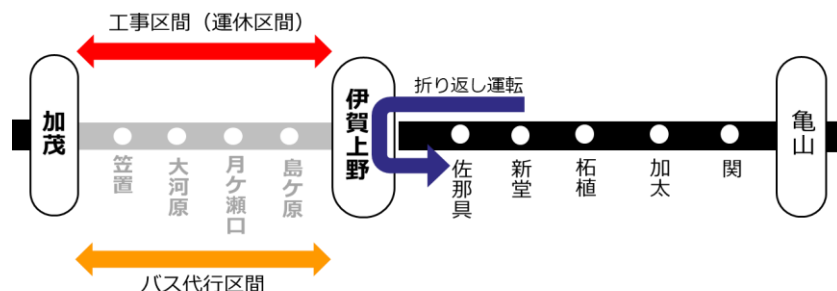 工事区間（運休区間）
折り返し運転
加茂
笠置
大河原
月ケ瀬口
島ケ原
伊賀上野
佐那具
新堂
柘植
加太
関
亀山
バス代行区間